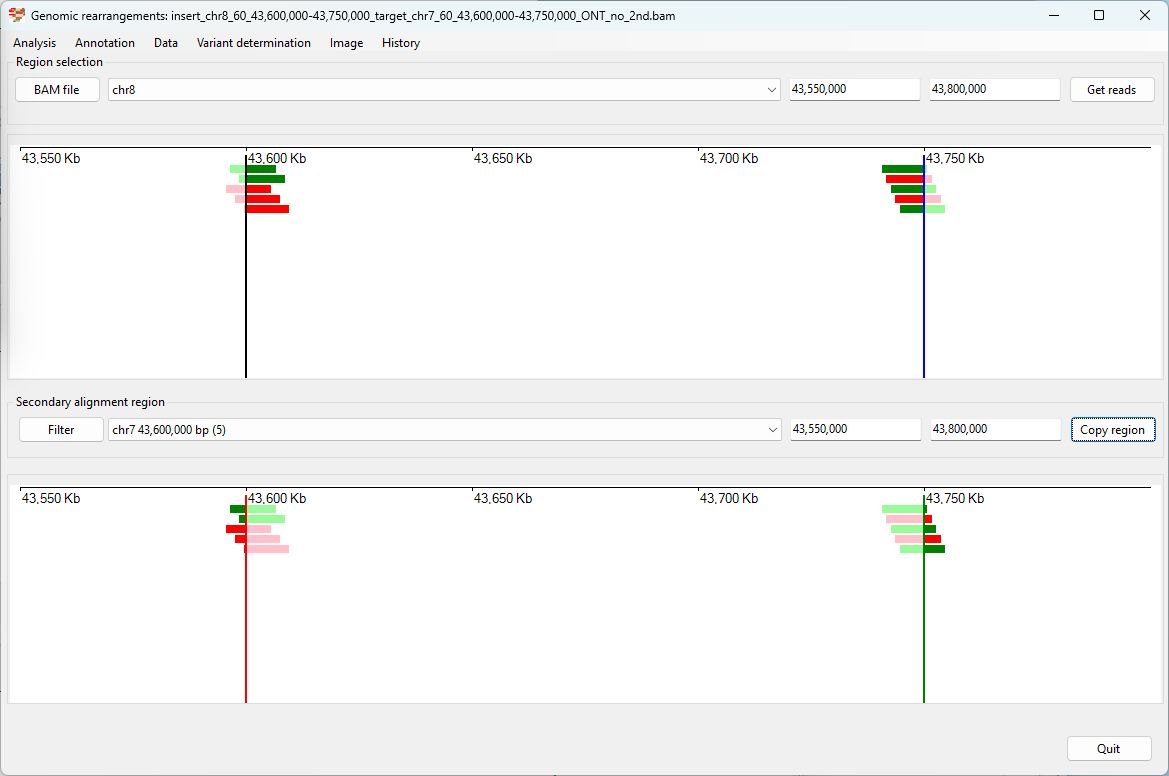 Genomic rearrangements: insert_chr8_60_43,600,000-43,750,000_target_chr7_60_43,600,000-43,750,000_ONT_no_2nd.bam
Analysis Annotation Data Variant determination Image History
Region selection
BAM file chr8 43,550,000 43,800,000 Get reads
43,550 Kb 43,600 Kb 43,650 Kb 43,700 Kb 43,750 Kb
Secondary alignment region
Filter chr7 43,600,000 bp (5) 43,550,000 43,800,000 Copy region
43,550 Kb 43,600 Kb 43,650 Kb 43,700 Kb 43,750 Kb
Quit